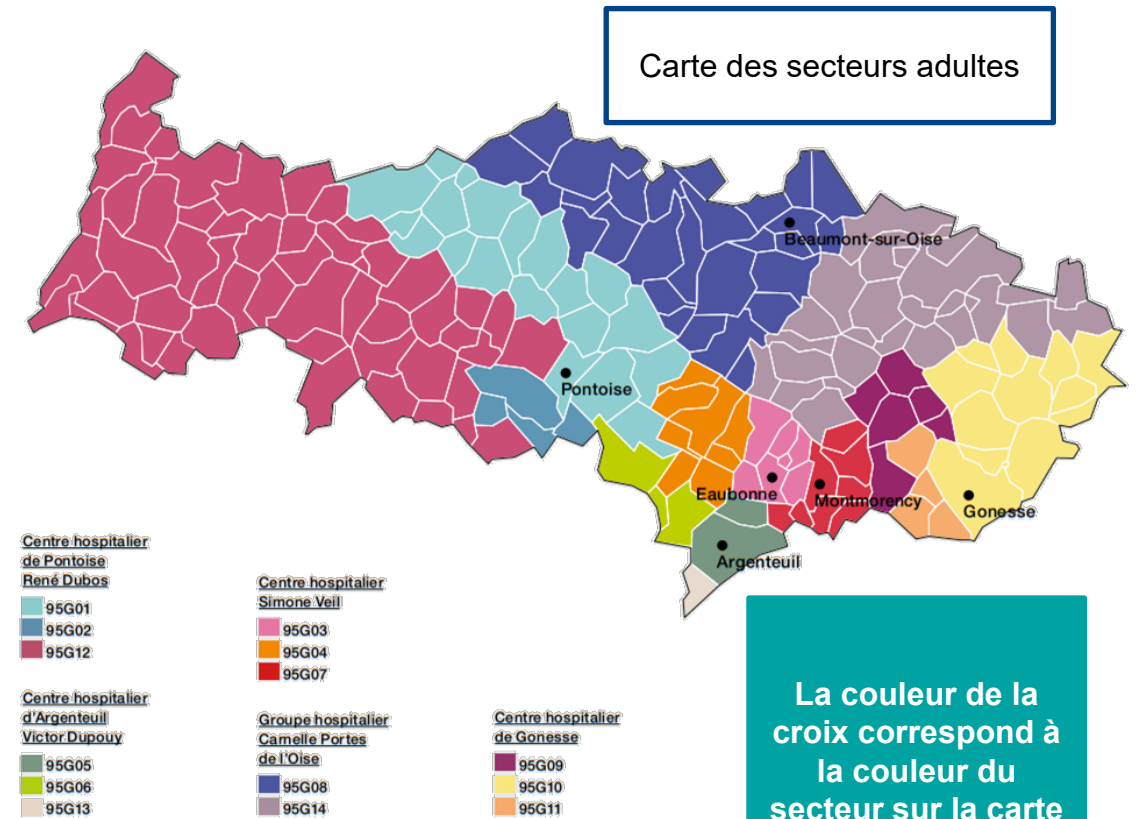 Carte des secteurs adultes
Beaumont-sur-Oise
Pontoise
Eaubonne
Montmorency
Gonesse
Argenteuil
Centre hospitalier
de Pontoise
René Dubos
95G01
95G02
95G12
Centre hospitalier
Simone Veil
95G03
95G04
95G07
Centre hospitalier
d'Argenteuil
Victor Dupouy
95G05
95G06
95G13
Groupe hospitalier
Carnelle Portes
de l'Oise
95G08
95G14
Centre hospitalier
de Gonesse
95G09
95G10
95G11
La couleur de la
croix correspond à
la couleur du
secteur sur la carte